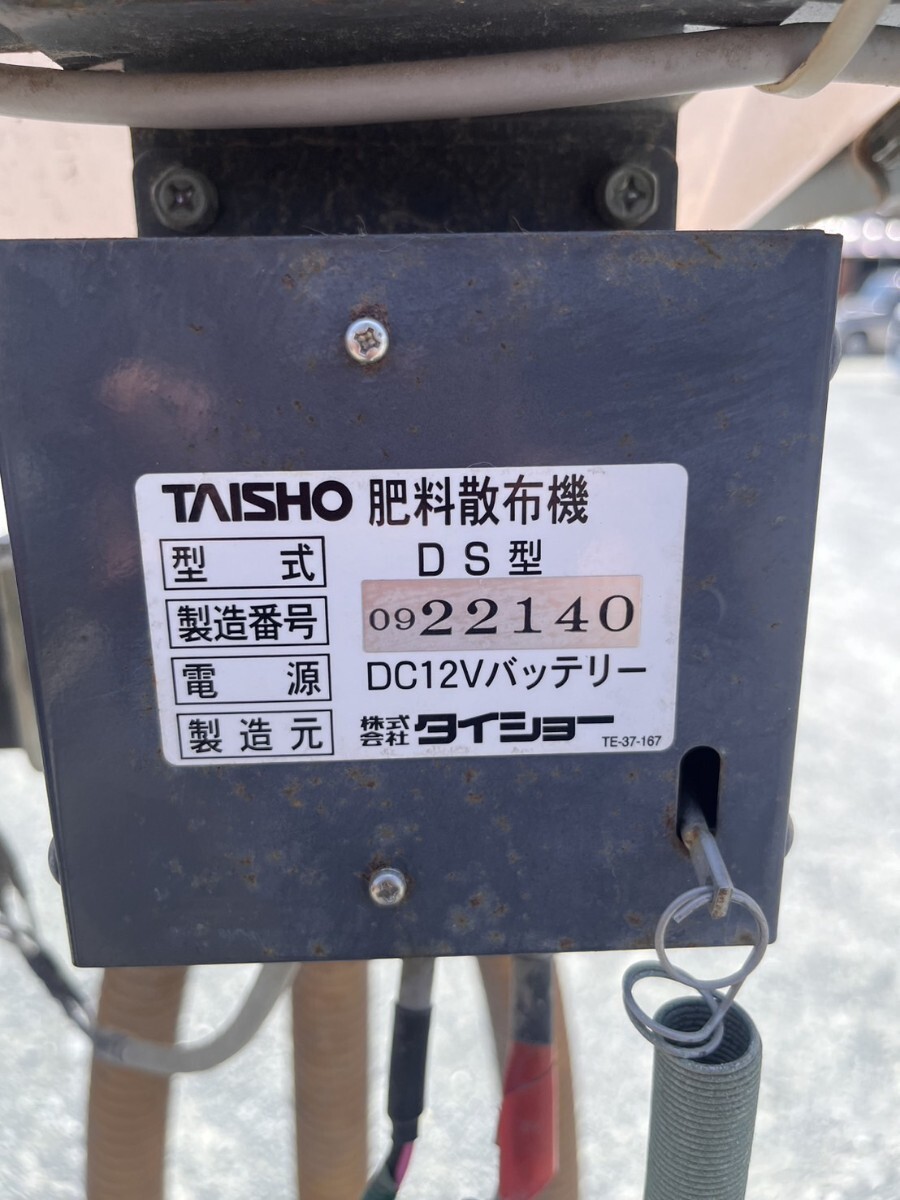 TAISHO 肥料散布機
型式 DS型
製造番号 0922140
電源 DC12Vバッテリー
製造元 株式会社タイショー
TE-37-167